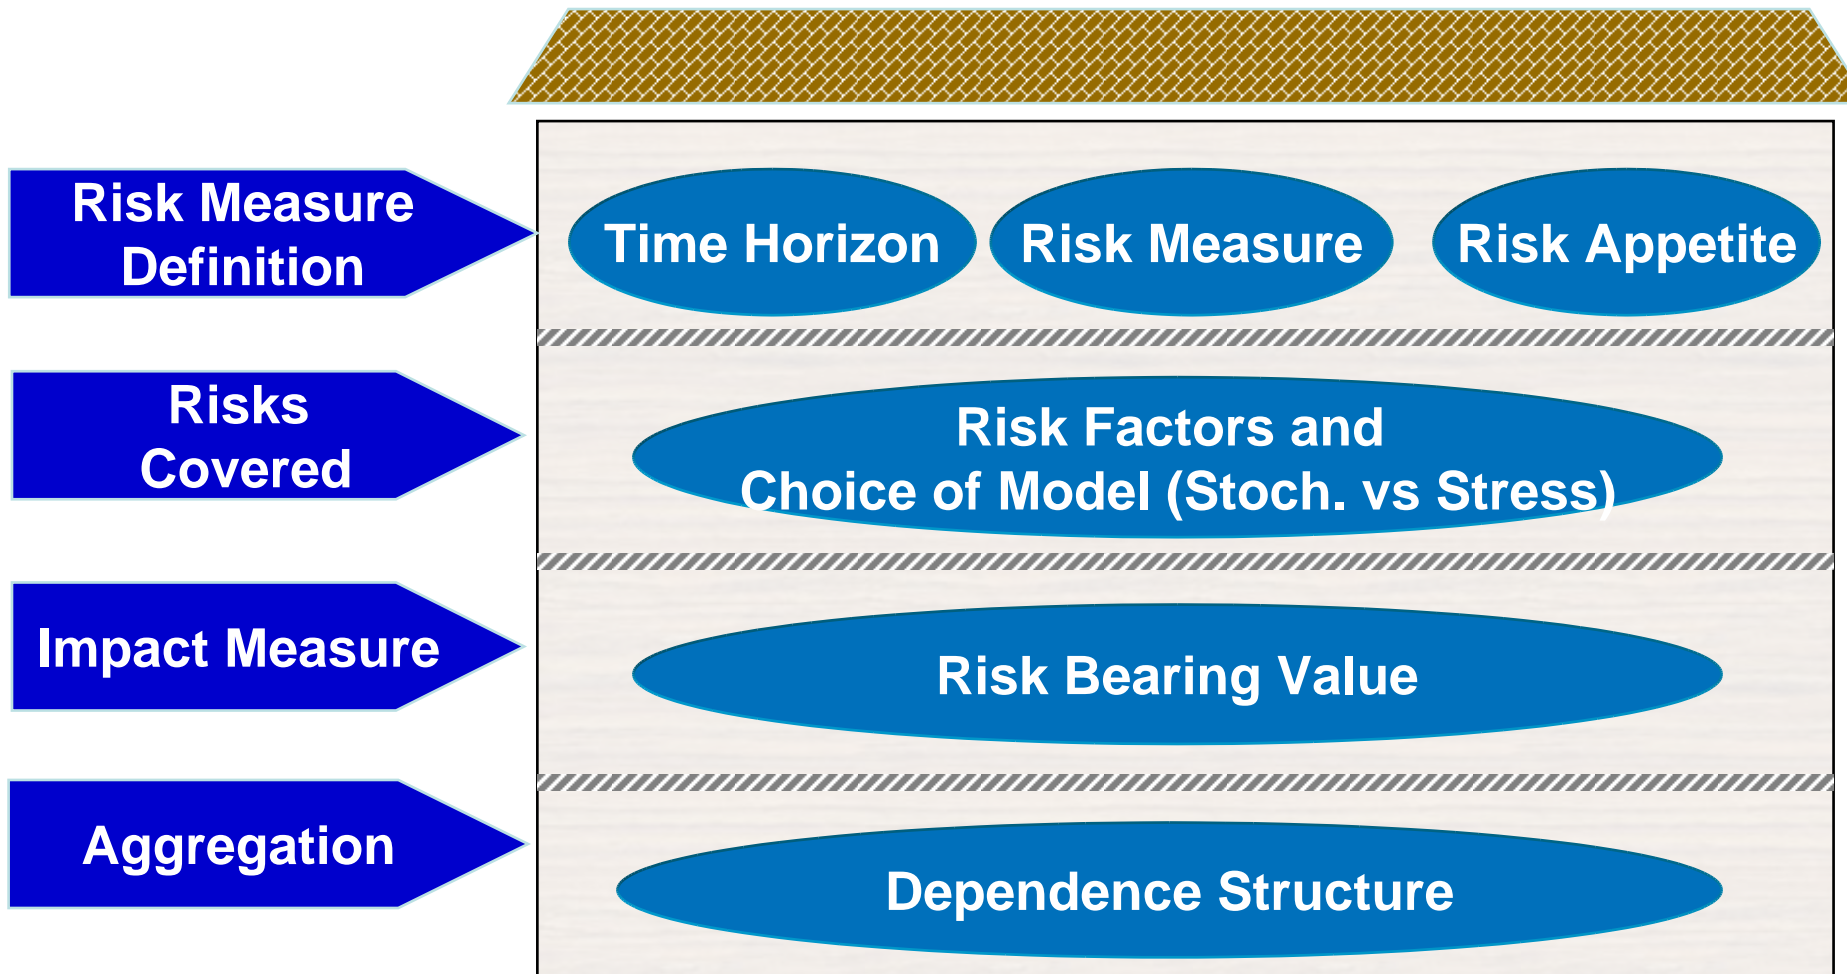 Risk Measure
Definition
Time Horizon
Risk Measure
Risk Appetite
Risks
Covered
Risk Factors and
Choice of Model (Stoch. vs Stress)
Impact Measure
Risk Bearing Value
Aggregation
Dependence Structure